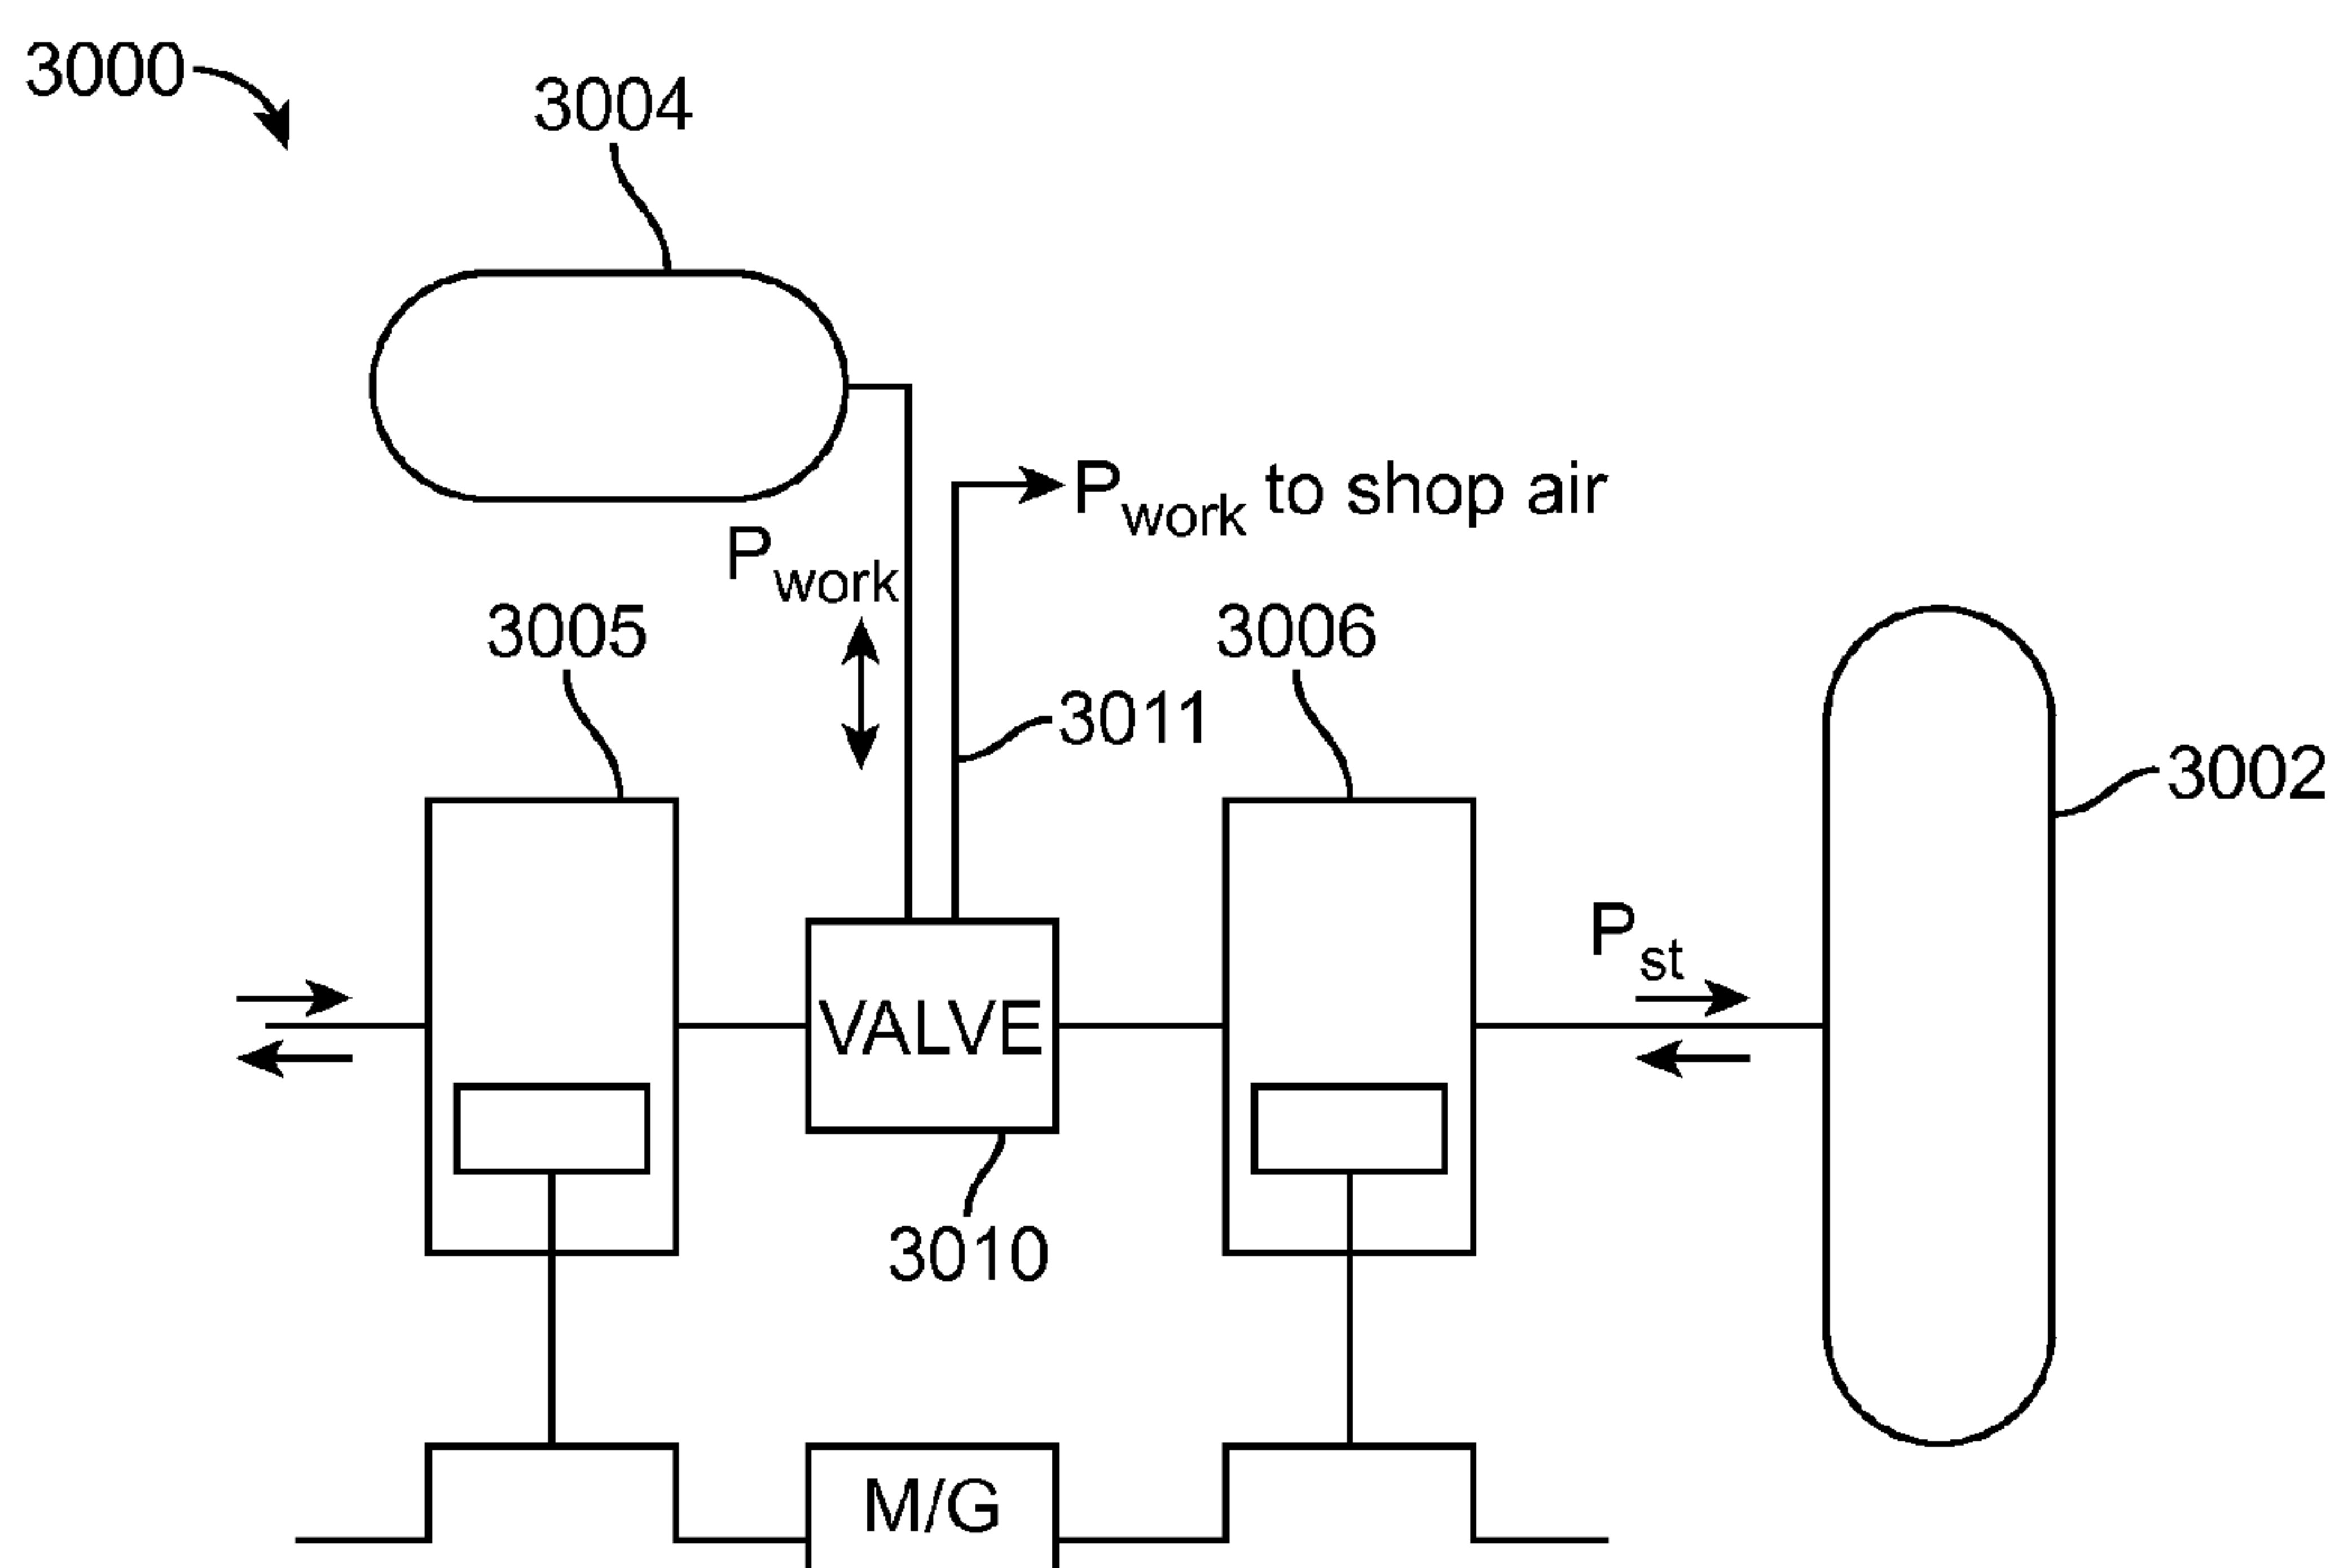 3000
3004
Pwork to shop air
Pwork
3005
3006
3011
3002
Pst
VALVE
3010
M/G